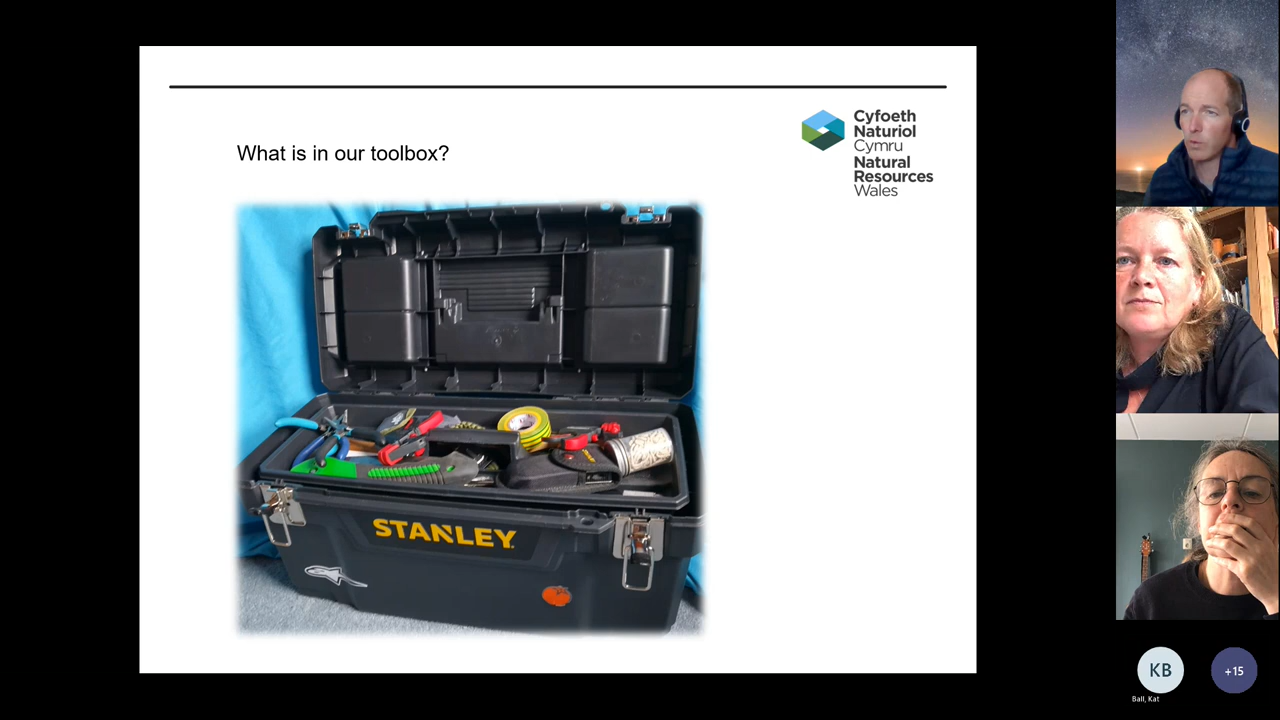 What is in our toolbox?
Cyfoeth
Naturiol
Cymru
Natural
Resources
Wales
STANLEY
KB
+15
Ball, Kat